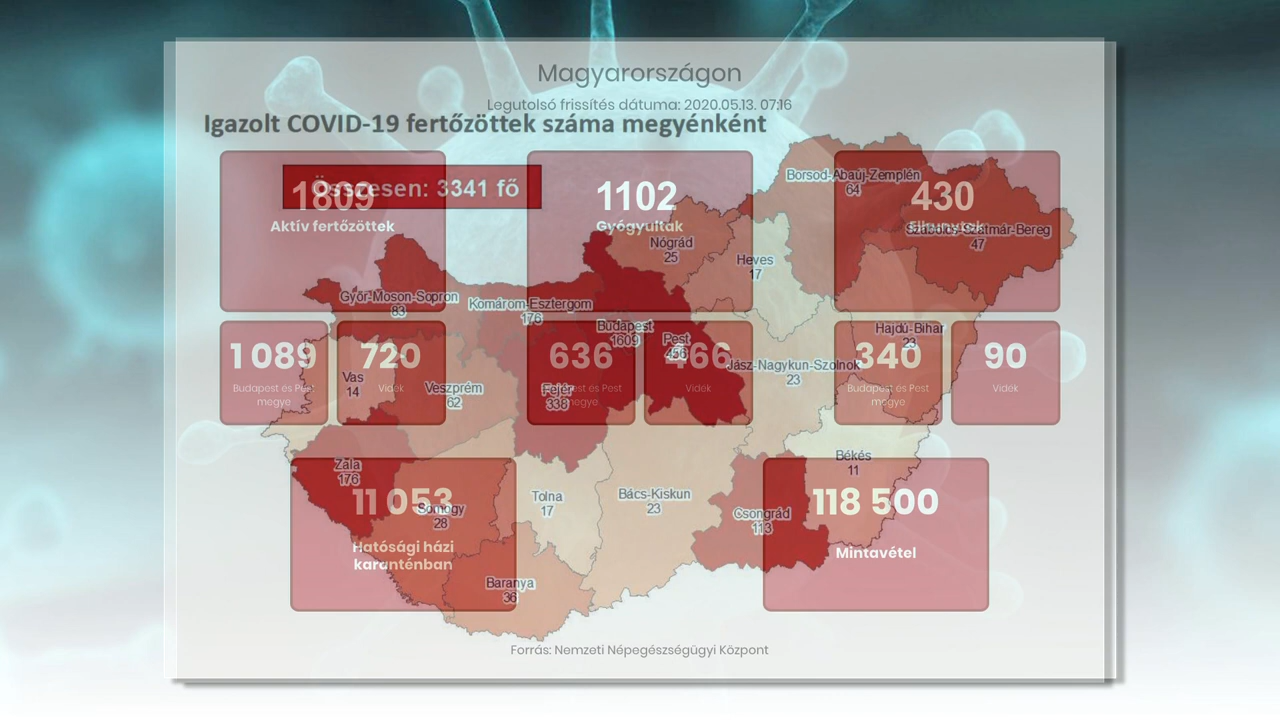 Magyarországon
Legutolsó frissítés dátuma: 2020.05.13. 07:16
Igazolt COVID-19 fertőzöttek száma megyénként
Összesen: 3341 fő
1809
Aktív fertőzöttek
1102
Gyógyultak
430
Borsod-Abaúj-Zemplén
64
Szabolcs-Szatmár-Bereg
47
Nógrád
25
Heves
17
Győr-Moson-Sopron
83
Komárom-Esztergom
176
Budapest
1609
Pest
Hajdú-Bihar
23
1 089
Budapest és Pest
megye
720
Vidék
636
megye
466
Vidék
340
Budapest és Pest
megye
90
Vidék
Jász-Nagykun-Szolnok
23
Vas
14
Veszprém
62
Fejér
338
Békés
11
Zala
176
11 053
Hatósági házi
karanténban
Somogy
28
Tolna
17
Bács-Kiskun
23
Csongrád
113
118 500
Mintavétel
Baranya
36
Forrás: Nemzeti Népegészségügyi Központ